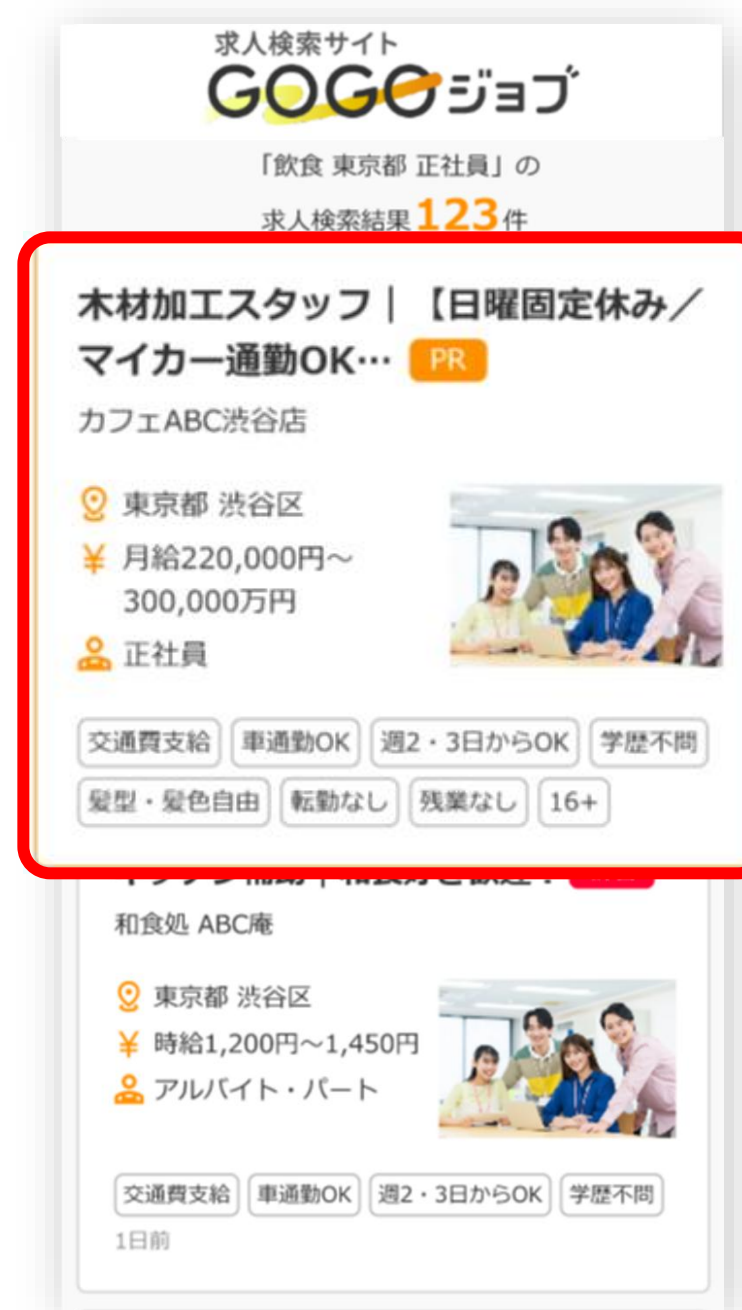 求人検索サイト
GOGOジョブ
「飲食 東京都 正社員」の
求人検索結果123件
木材加工スタッフ｜【日曜固定休み／
マイカー通勤OK… PR
カフェABC渋谷店
東京都 渋谷区
¥ 月給220,000円～
300,000万円
正社員
交通費支給 車通勤OK 週2・3日からOK 学歴不問
髪型・髪色自由 転勤なし 残業なし 16+
和食処 ABC庵
東京都 渋谷区
¥ 時給1,200円～1,450円
アルバイト・パート
交通費支給 車通勤OK 週2・3日からOK 学歴不問
1日前